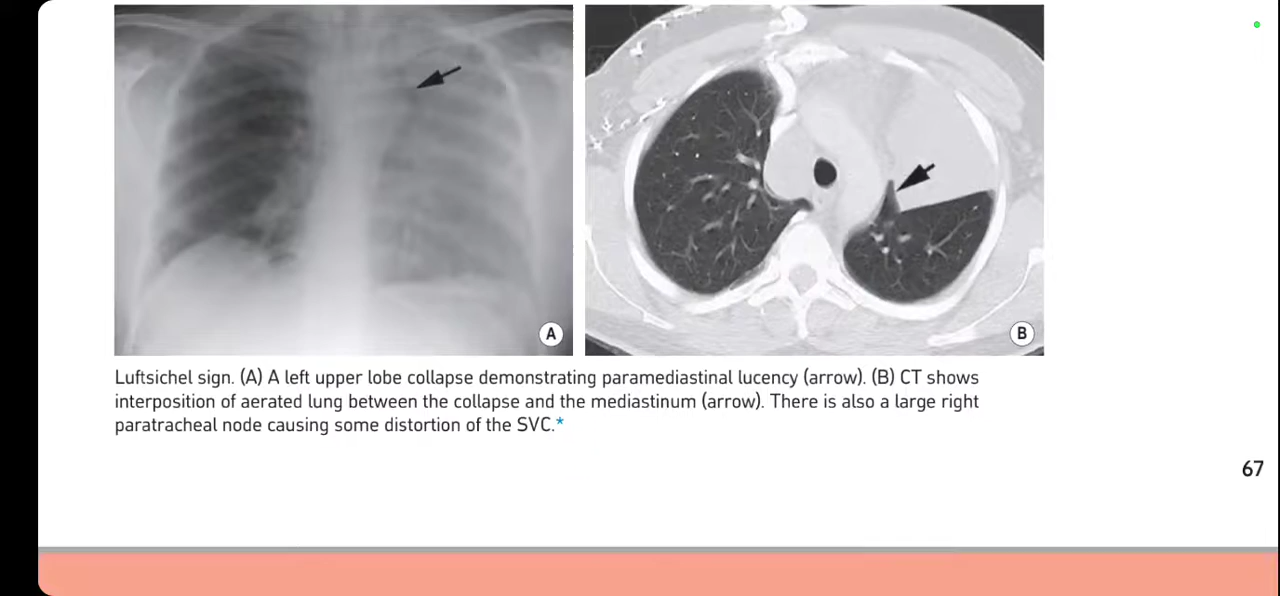 A
B
Luftsichel sign. (A) A left upper lobe collapse demonstrating paramediastinal lucency (arrow). (B) CT shows
interposition of aerated lung between the collapse and the mediastinum (arrow). There is also a large right
paratracheal node causing some distortion of the SVC.*
67